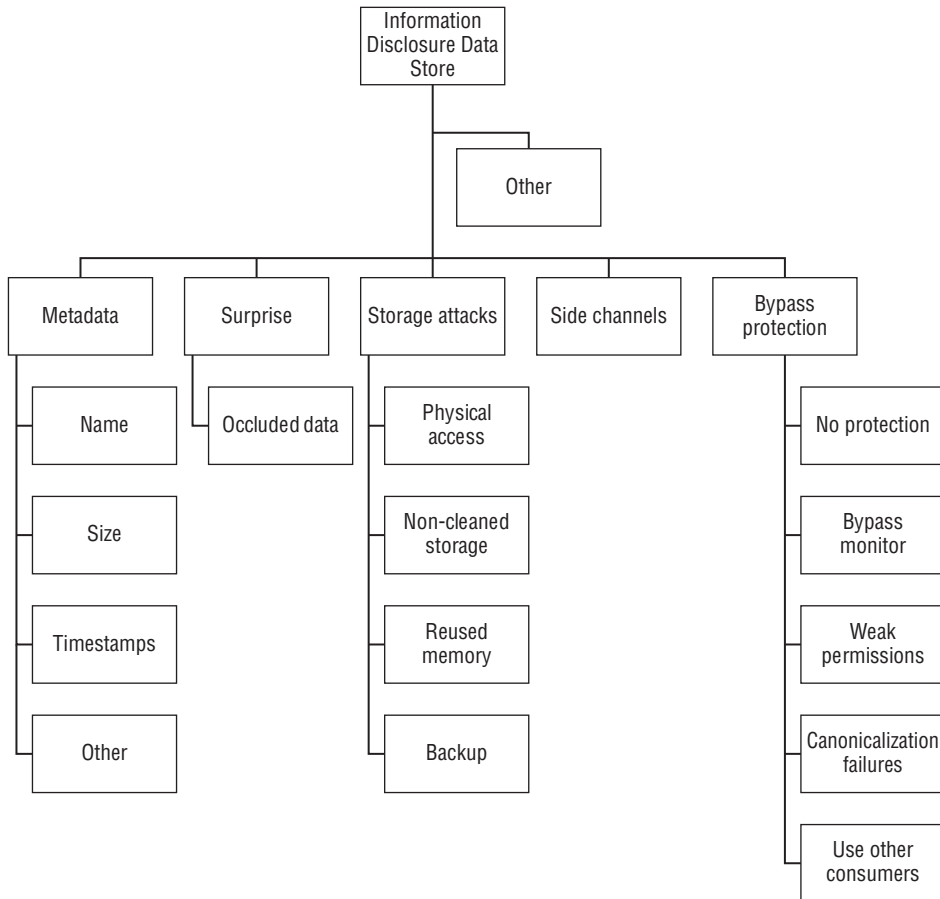 Information
Disclosure Data
Store
Other
Metadata
Surprise
Storage attacks
Side channels
Bypass
protection
Name
Occluded data
Physical
access
No protection
Size
Non-cleaned
storage
Bypass
monitor
Timestamps
Reused
memory
Weak
permissions
Other
Backup
Canonicalization
failures
Use other
consumers